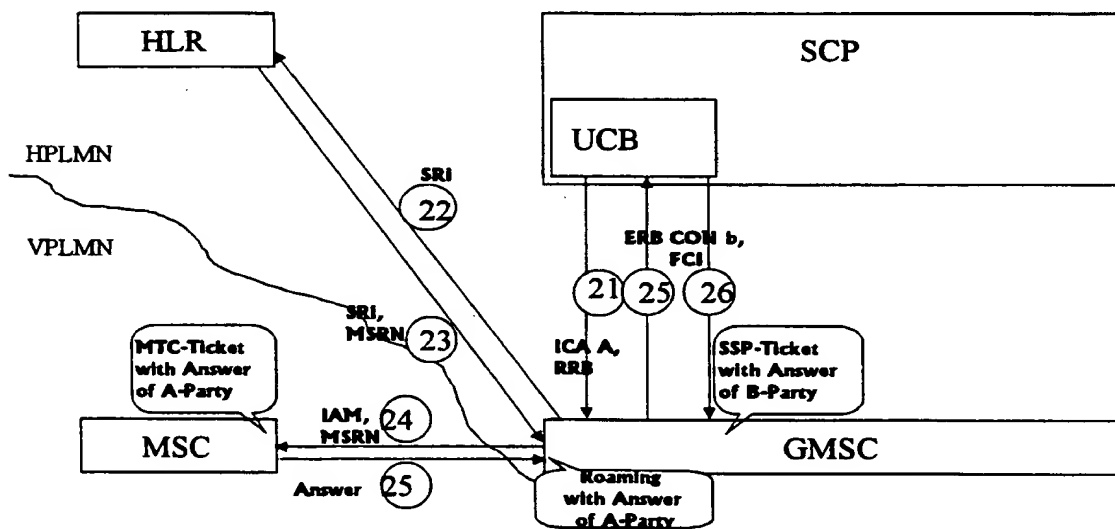 HLR
SCP
UCB
HPLMN
VPLMN
SRI
22
ERB CON b,
FCI
21
25
26
SRI,
MSRN
23
MTC-Ticket
with Answer
of A-Party
ICA A,
RRB
SSP-Ticket
with Answer
of B-Party
IAM,
MSRN
24
MSC
GMSC
Answer
25
Roaming
with Answer
of A-Party